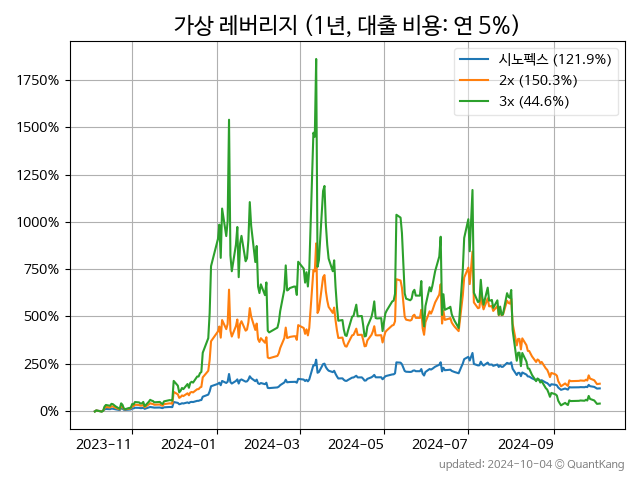 가상 레버리지 (1년, 대출 비용: 연 5%)
시노펙스 (121.9%)
2x (150.3%)
3x (44.6%)
1750%
1500%
1250%
1000%
750%
500%
250%
0%
2023-11 2024-01 2024-03 2024-05 2024-07 2024-09
updated: 2024-10-04 © QuantKang